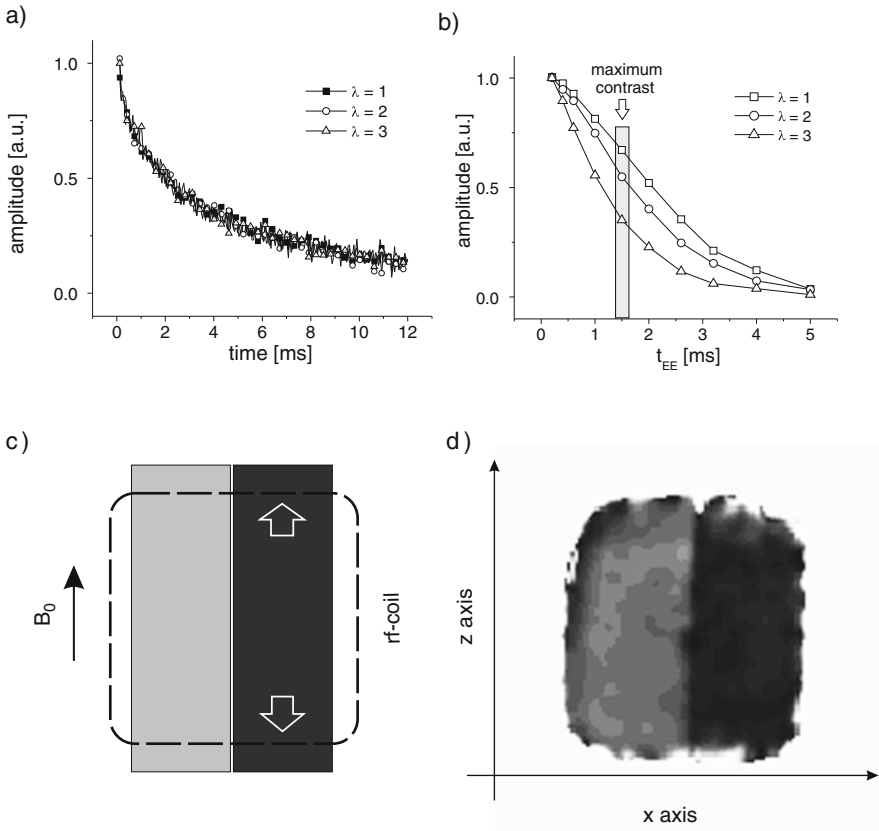 a)
amplitude [a.u.]
1.0
0.5
0.0
0
2
4
6
8
10
12
time [ms]
λ = 1
λ = 2
λ = 3
b)
amplitude [a.u.]
1.0
0.5
0.0
0
1
2
3
4
5
t_EE [ms]
maximum
contrast
λ = 1
λ = 2
λ = 3
c)
B_0
rf-coil
d)
z axis
x axis